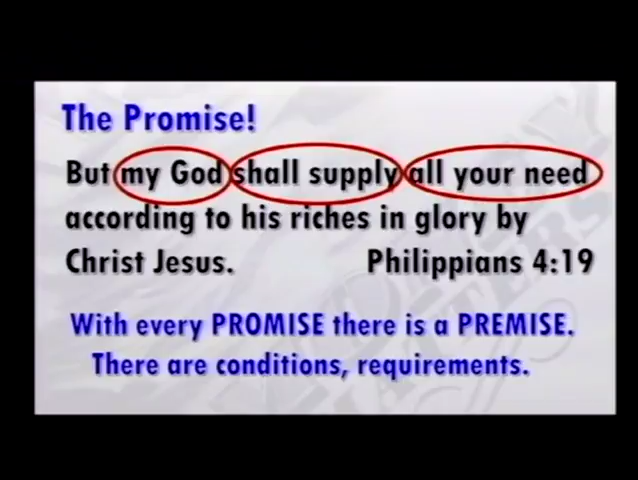 The Promise!
But my God shall supply all your need
according to his riches in glory by
Christ Jesus. Philippians 4:19
With every PROMISE there is a PREMISE.
There are conditions, requirements.